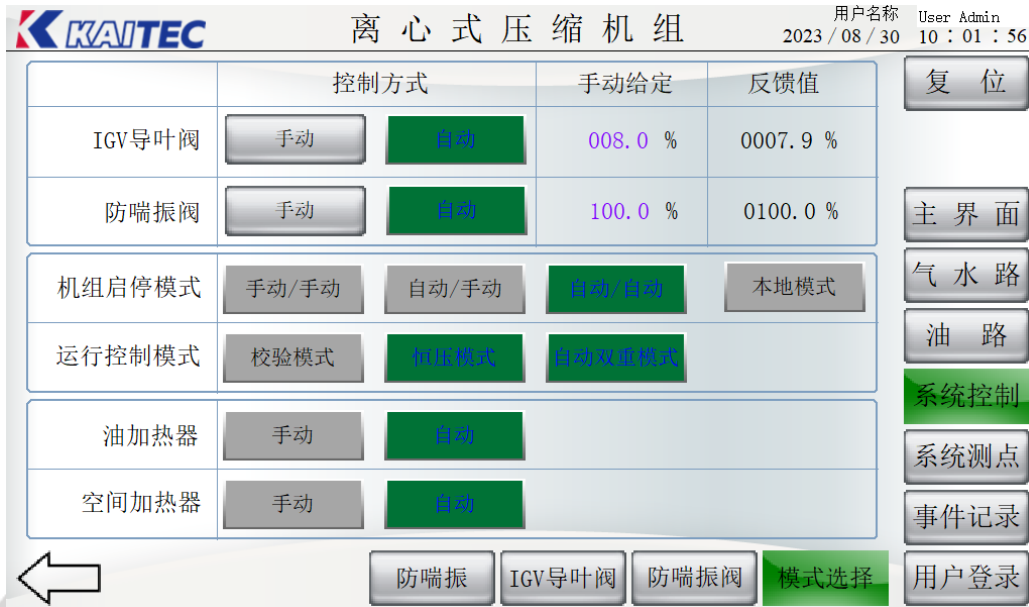 KAITEC 离心式压缩机组 用户名称 User Admin
2023/08/30 10:01:56
控制方式 手动给定 反馈值 复位
IGV导叶阀 手动 自动 008.0 % 0007.9 %
防喘振阀 手动 自动 100.0 % 0100.0 % 主界面
机组启停模式 手动/手动 自动/手动 自动/自动 本地模式 气水路
运行控制模式 校验模式 恒压模式 自动双重模式 油路
系统控制
油加热器 手动 自动 系统测点
空间加热器 手动 自动 事件记录
防喘振 IGV导叶阀 防喘振阀 模式选择 用户登录